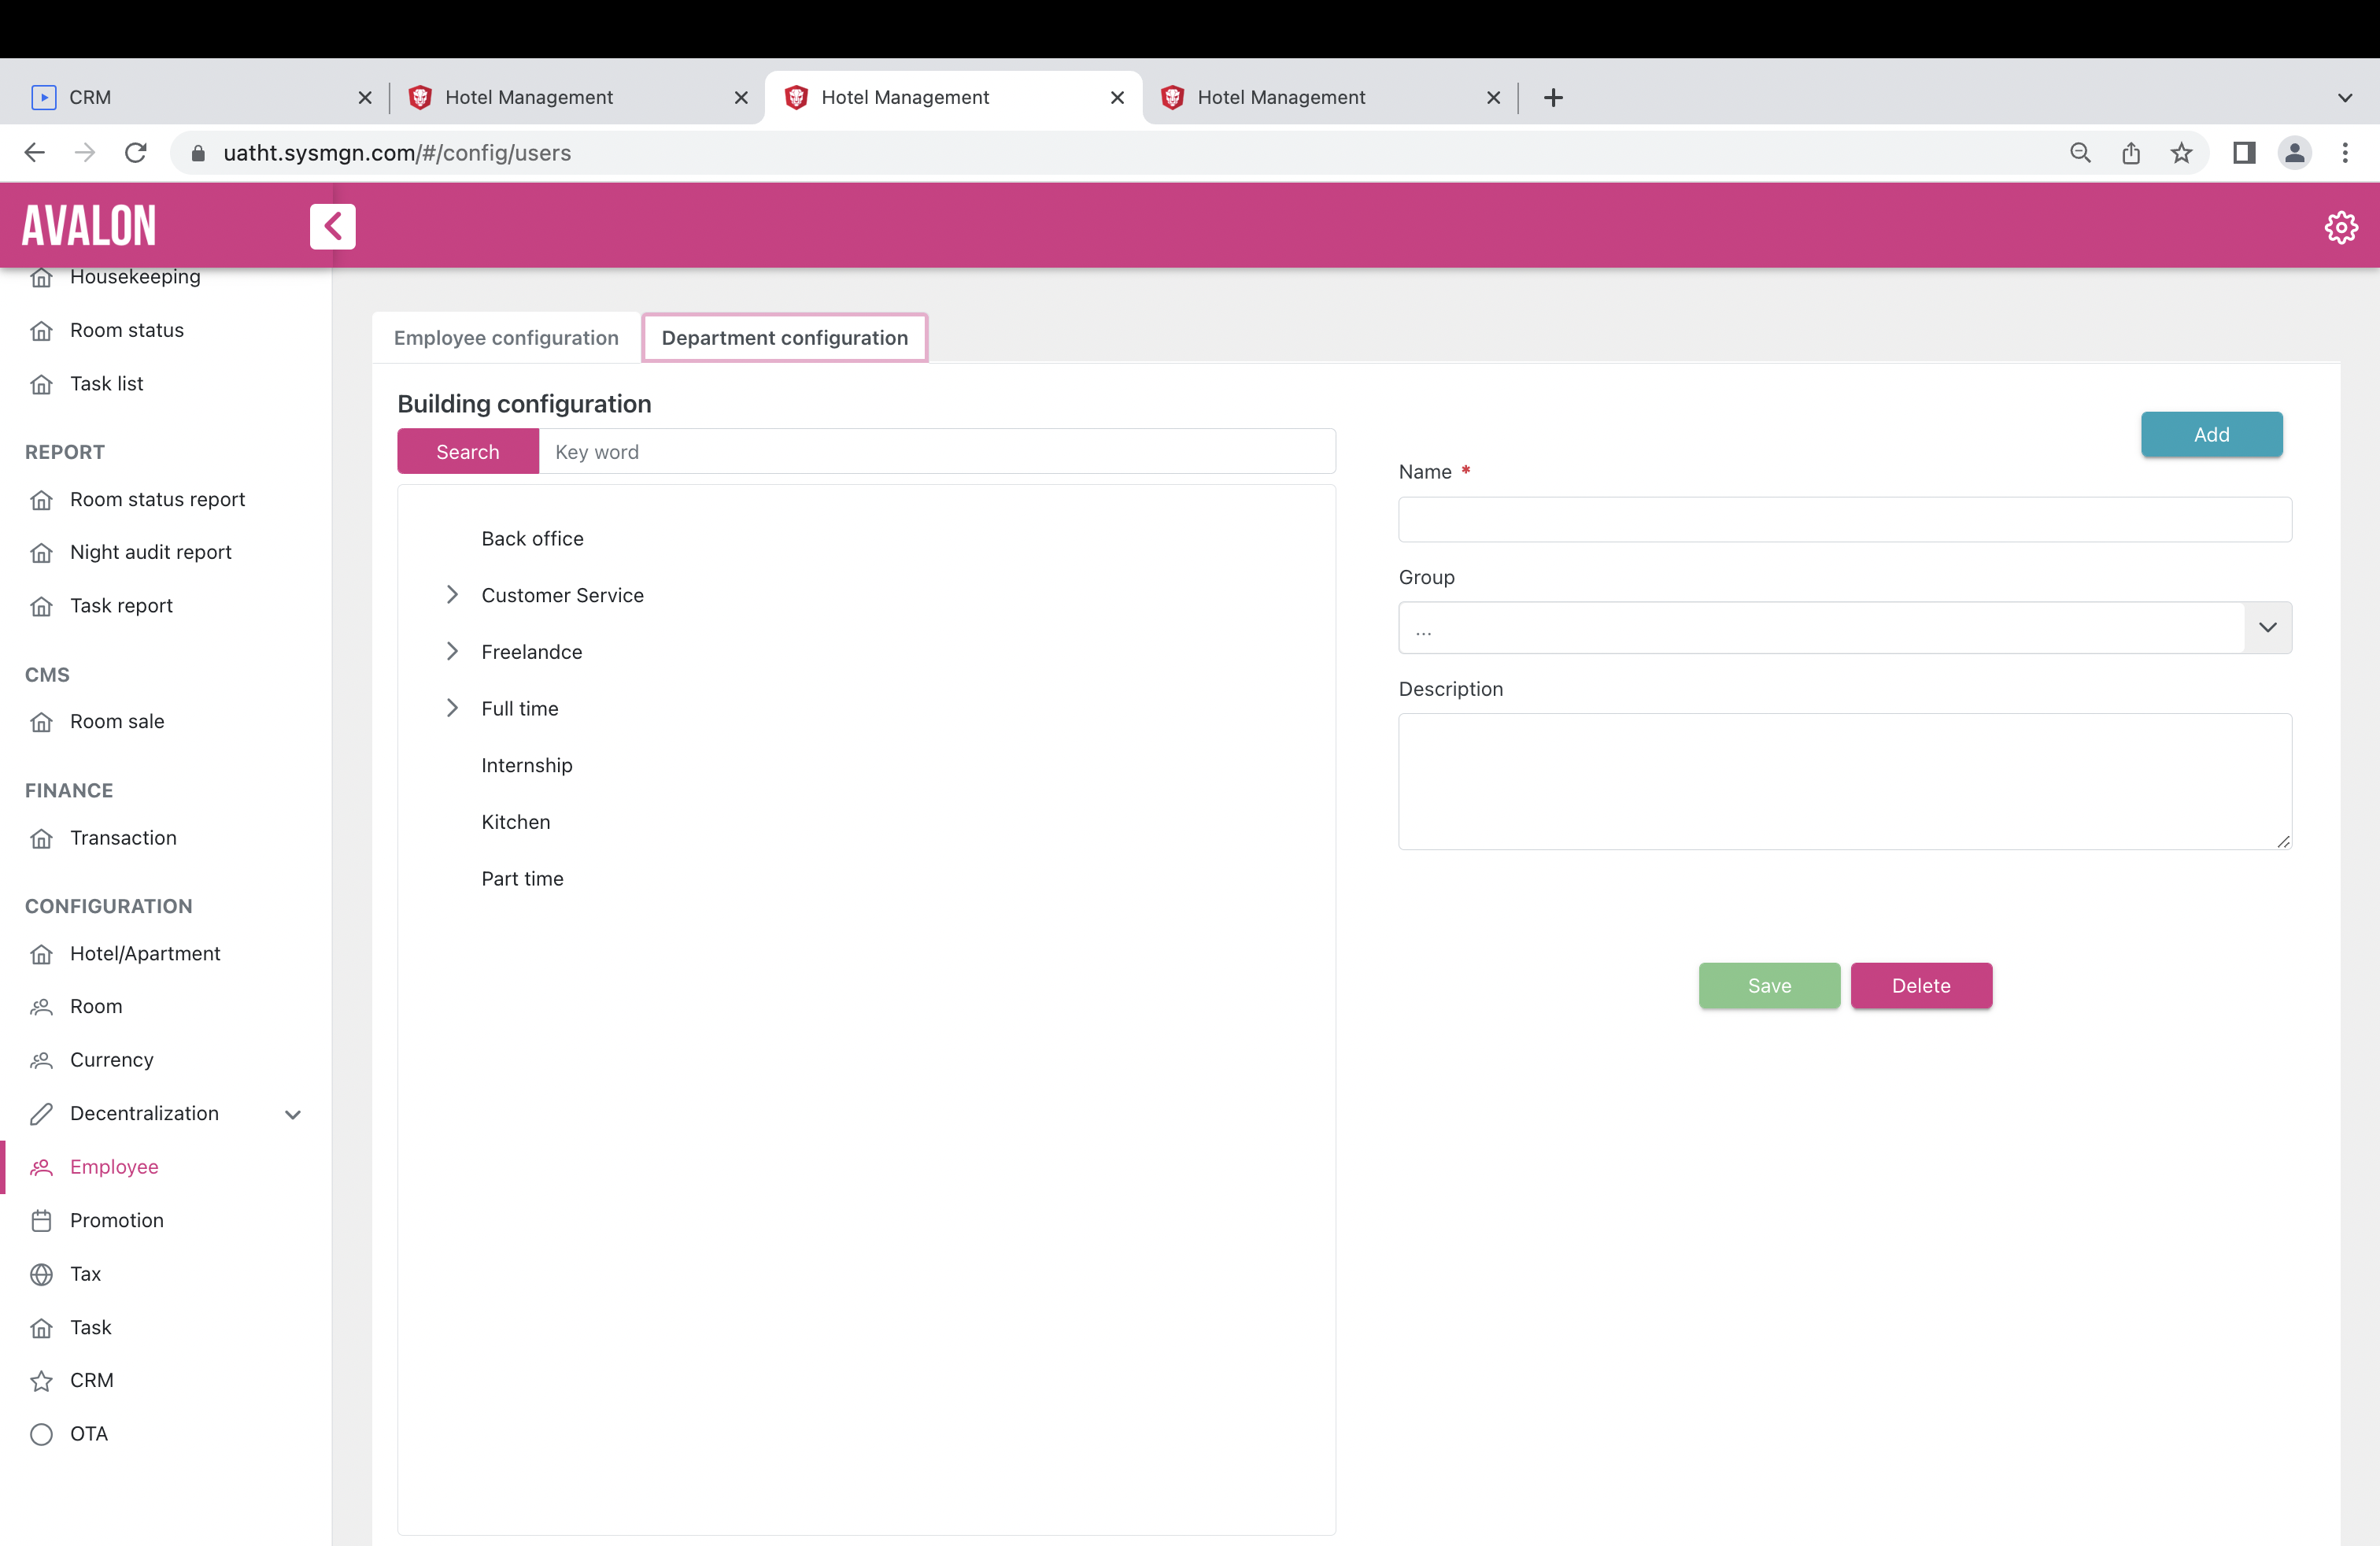 CRM
Hotel Management
Hotel Management
Hotel Management
uatht.sysmgn.com/#/config/users
AVALON
Housekeeping
Room status
Task list
REPORT
Room status report
Night audit report
Task report
CMS
Room sale
FINANCE
Transaction
CONFIGURATION
Hotel/Apartment
Room
Currency
Decentralization
Employee
Promotion
Tax
Task
CRM
OTA
Employee configuration
Department configuration
Building configuration
Search
Key word
Back office
Customer Service
Freelandce
Full time
Internship
Kitchen
Part time
Add
Name *
Group
...
Description
Save
Delete